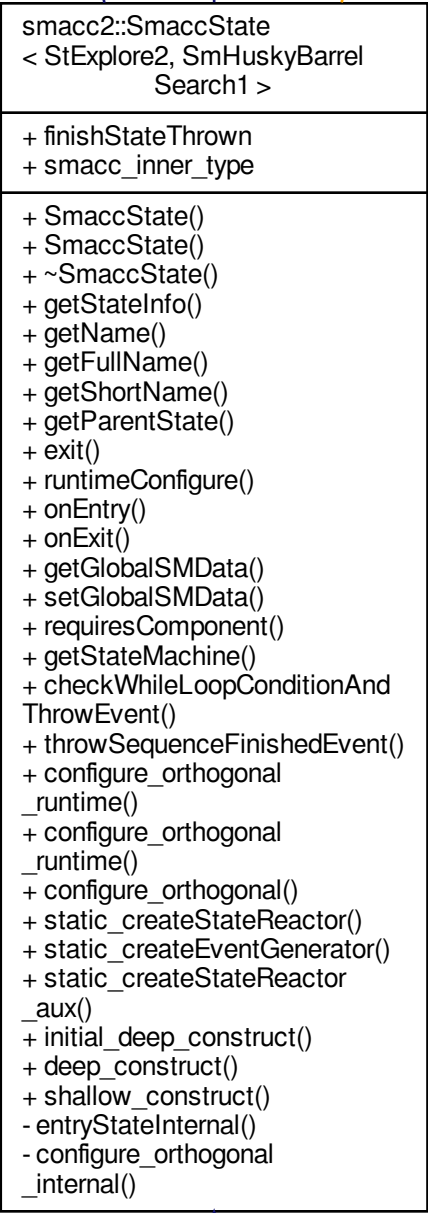 smacc2::SmaccState
< StExplore2, SmHuskyBarrel
Search1 >
+ finishStateThrown
+ smacc_inner_type
+ SmaccState()
+ SmaccState()
+ ~SmaccState()
+ getStateInfo()
+ getName()
+ getFullName()
+ getShortName()
+ getParentState()
+ exit()
+ runtimeConfigure()
+ onEntry()
+ onExit()
+ getGlobalSMData()
+ setGlobalSMData()
+ requiresComponent()
+ getStateMachine()
+ checkWhileLoopConditionAnd
ThrowEvent()
+ throwSequenceFinishedEvent()
+ configure_orthogonal
_runtime()
+ configure_orthogonal
_runtime()
+ configure_orthogonal()
+ static_createStateReactor()
+ static_createEventGenerator()
+ static_createStateReactor
_aux()
+ initial_deep_construct()
+ deep_construct()
+ shallow_construct()
- entryStateInternal()
- configure_orthogonal
_internal()